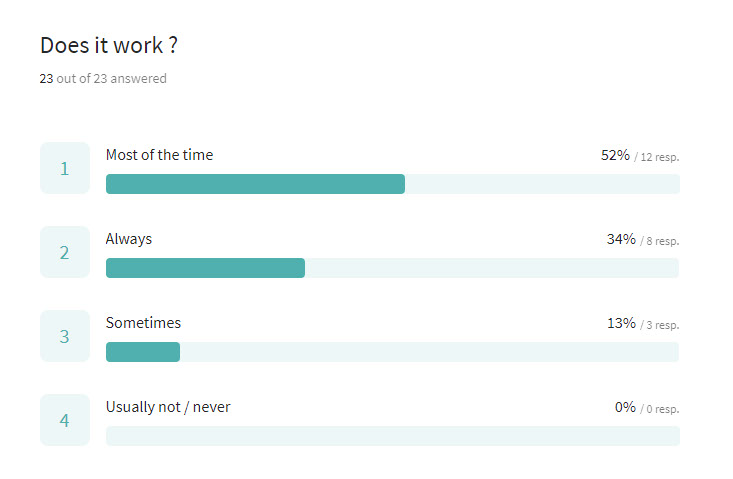 Does it work ?
23 out of 23 answered
1
Most of the time
52% / 12 resp.
2
Always
34% / 8 resp.
3
Sometimes
13% / 3 resp.
4
Usually not / never
0% / 0 resp.